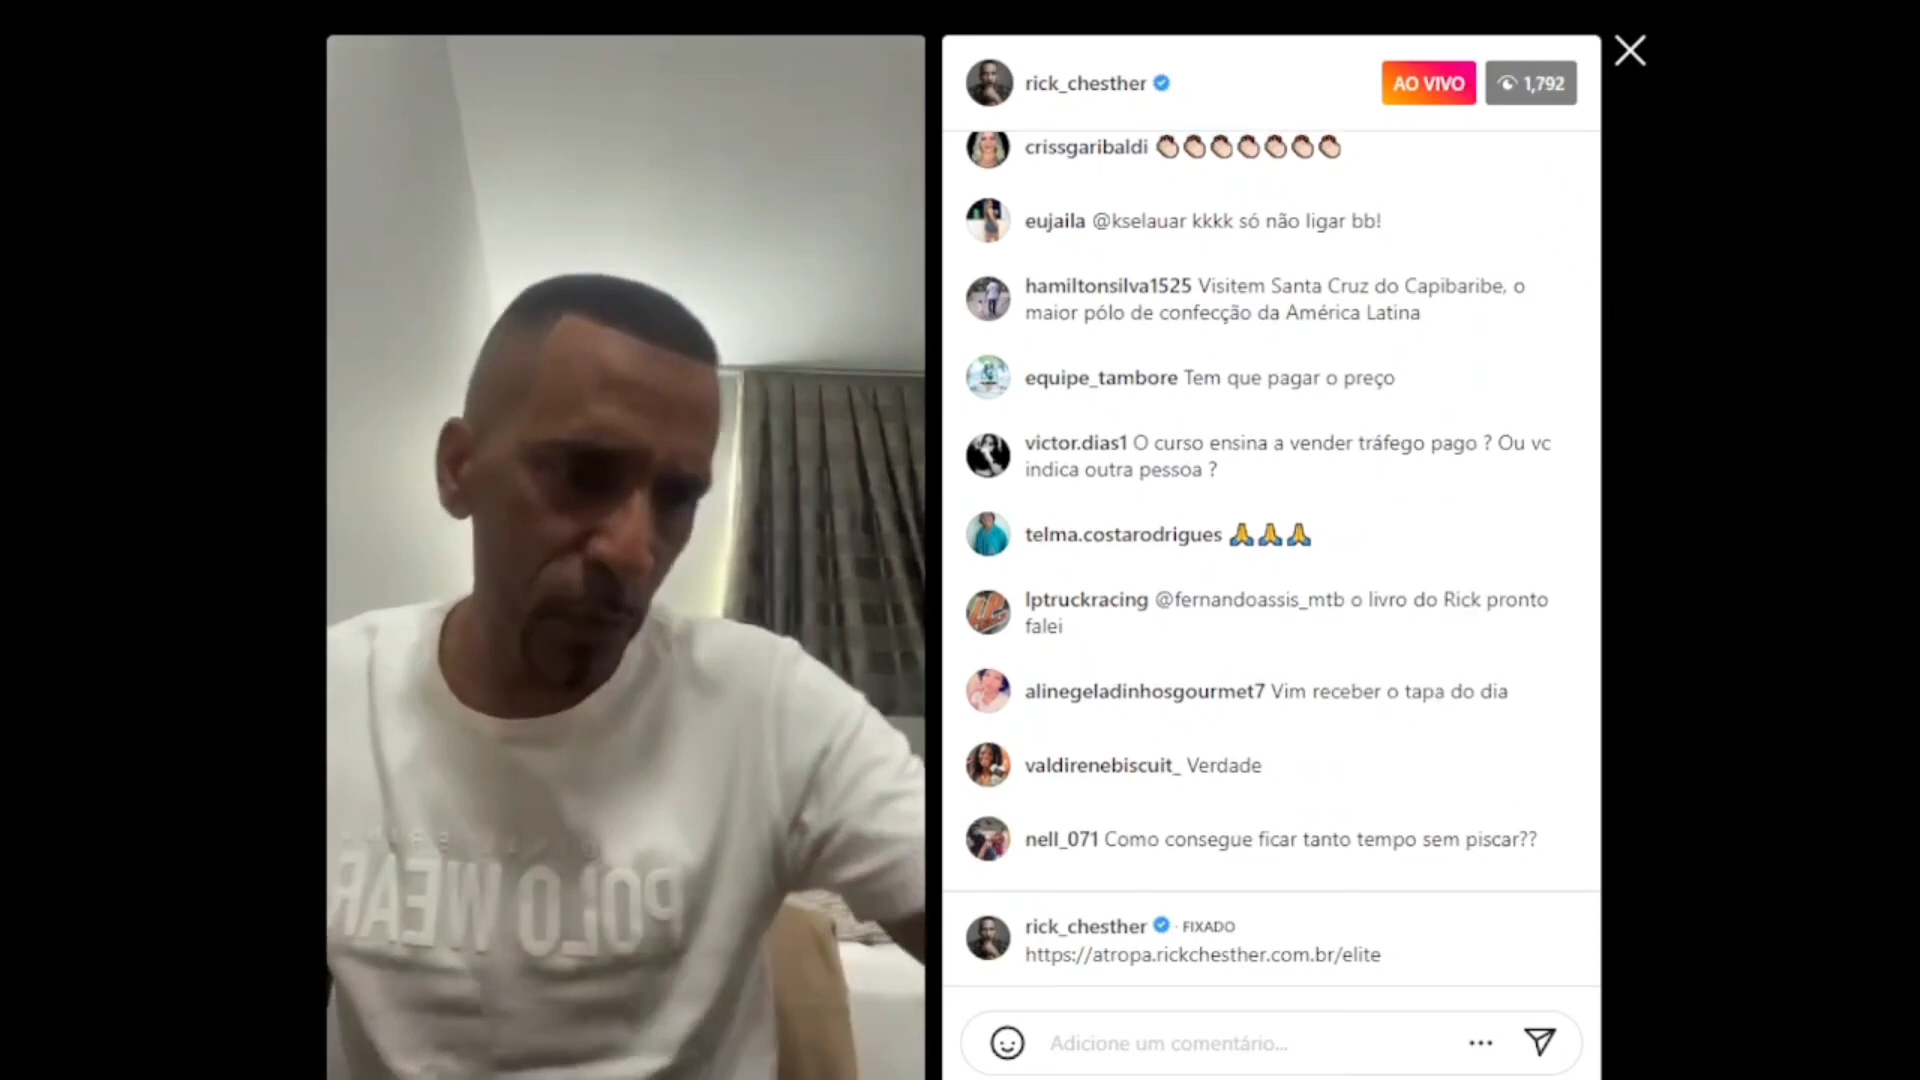 rick_chesther
AO VIVO
1,792
crissgaribaldi 👏🏻👏🏻👏🏻👏🏻👏🏻👏🏻👏🏻
eujaila @kselauar kkkk só não ligar bb!
hamiltonsilva1525 Visitem Santa Cruz do Capibaribe, o
maior pólo de confecção da América Latina
equipe_tambore Tem que pagar o preço
victor.dias1 O curso ensina a vender tráfego pago ? Ou vc
indica outra pessoa ?
telma.costarodrigues 🙏🙏🙏
lptruckracing @fernandoassis_mtb o livro do Rick pronto
falei
alinegeladinhosgourmet7 Vim receber o tapa do dia
valdirenebiscuit_ Verdade
nell_071 Como consegue ficar tanto tempo sem piscar??
rick_chesther · FIXADO
https://atropa.rickchesther.com.br/elite
Adicione um comentário...
POLO WEAR